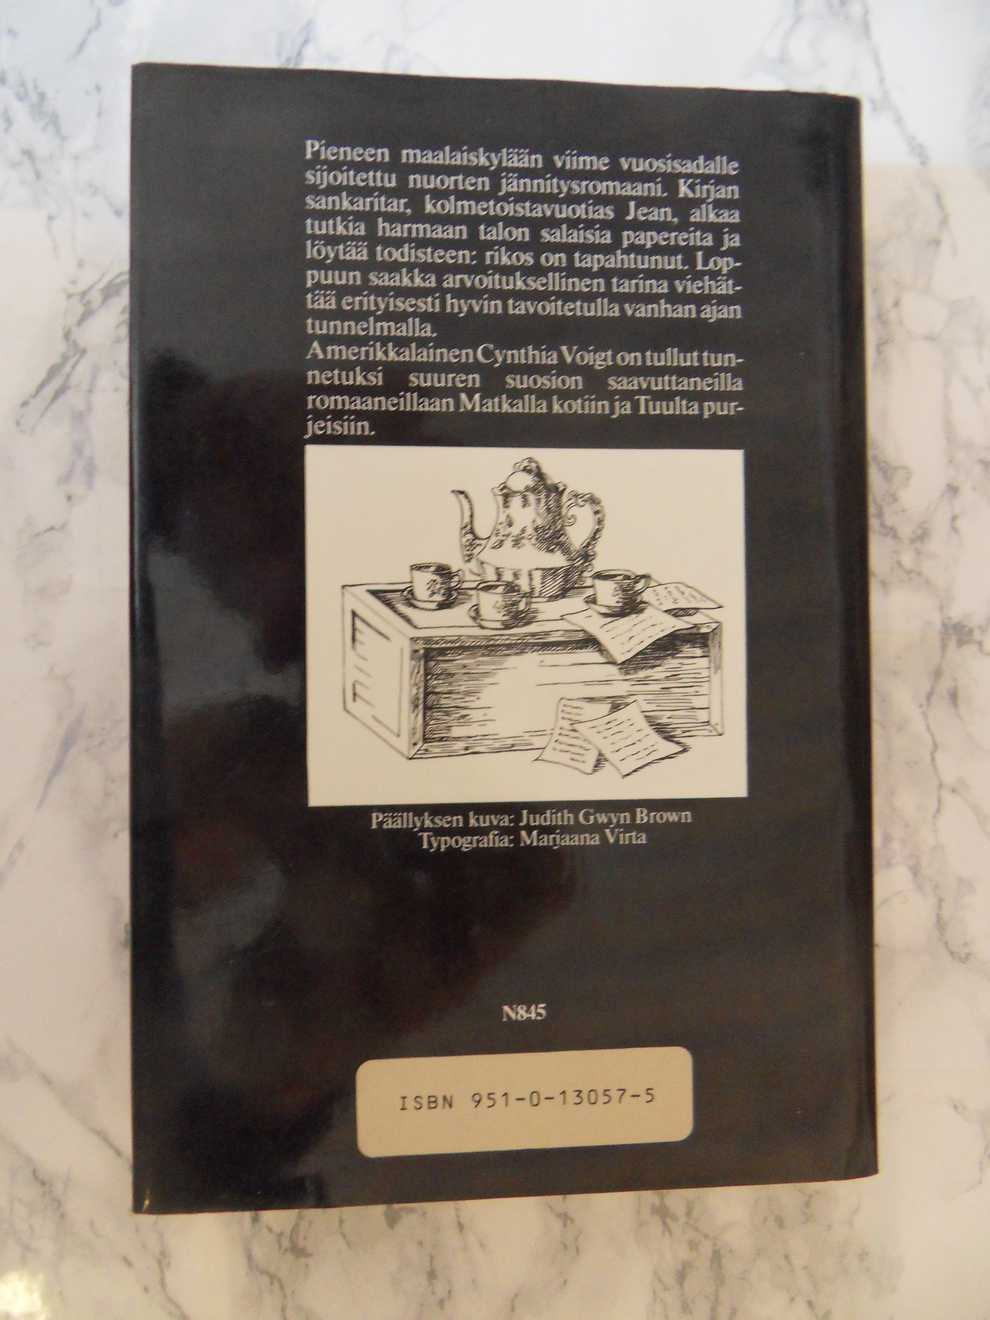 Pieneen maalaiskylään viime vuosisadalle
sijoitettu nuorten jännitysromaani. Kirjan
sankaritar, kolmetoistavuotias Jean, alkaa
tutkia harmaan talon salaisia papereita ja
löytää todisteen: rikos on tapahtunut. Lop-
puun saakka arvoituksellinen tarina viehät-
tää erityisesti hyvin tavoitetulla vanhan ajan
tunnelmalla.
Amerikkalainen Cynthia Voigt on tullut tun-
netuksi suuren suosion saavuttaneilla
romaaneillaan Matkalla kotiin ja Tuulta pur-
jeisiin.
Päällyksen kuva: Judith Gwyn Brown
Typografia: Marjaana Virta
N845
ISBN 951-0-13057-5